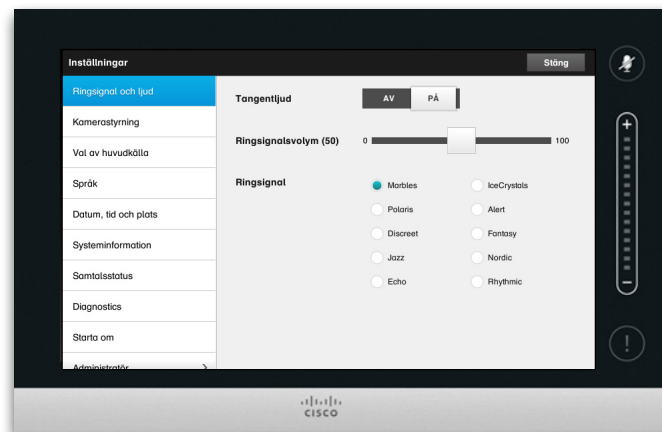 Inställningar
Stäng
Ringsignal och ljud
Kamerastyrning
Val av huvudkälla
Språk
Datum, tid och plats
Systeminformation
Samtalsstatus
Diagnostics
Starta om
Administratör
Tangentljud
AV PÅ
Ringsignalsvolym (50)
0 100
Ringsignal
Marbles IceCrystals
Polaris Alert
Discreet Fantasy
Jazz Nordic
Echo Rhythmic
+
-
!
CISCO